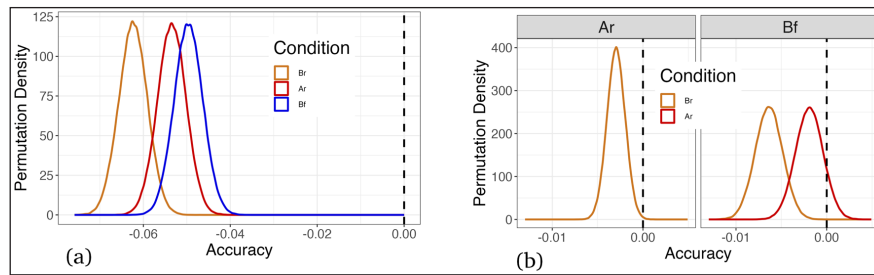 Permutation Density
125
100
75
50
25
0
-0.06
-0.04
-0.02
0.00
Accuracy
Condition
Br
Ar
Bf
(a)
Ar
Bf
Permutation Density
400
300
200
100
0
-0.01
0.00
-0.01
0.00
Accuracy
Condition
Br
Ar
(b)